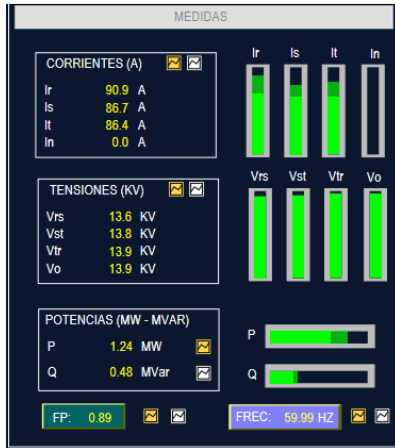 MEDIDAS
CORRIENTES (A)
Ir 90.9 A
Is 86.7 A
It 86.4 A
In 0.0 A
Ir Is It In
TENSIONES (KV)
Vrs 13.6 KV
Vst 13.8 KV
Vtr 13.9 KV
Vo 13.9 KV
Vrs Vst Vtr Vo
POTENCIAS (MW - MVAR)
P 1.24 MW
Q 0.48 MVar
P
Q
FP: 0.89
FREC: 59.99 HZ